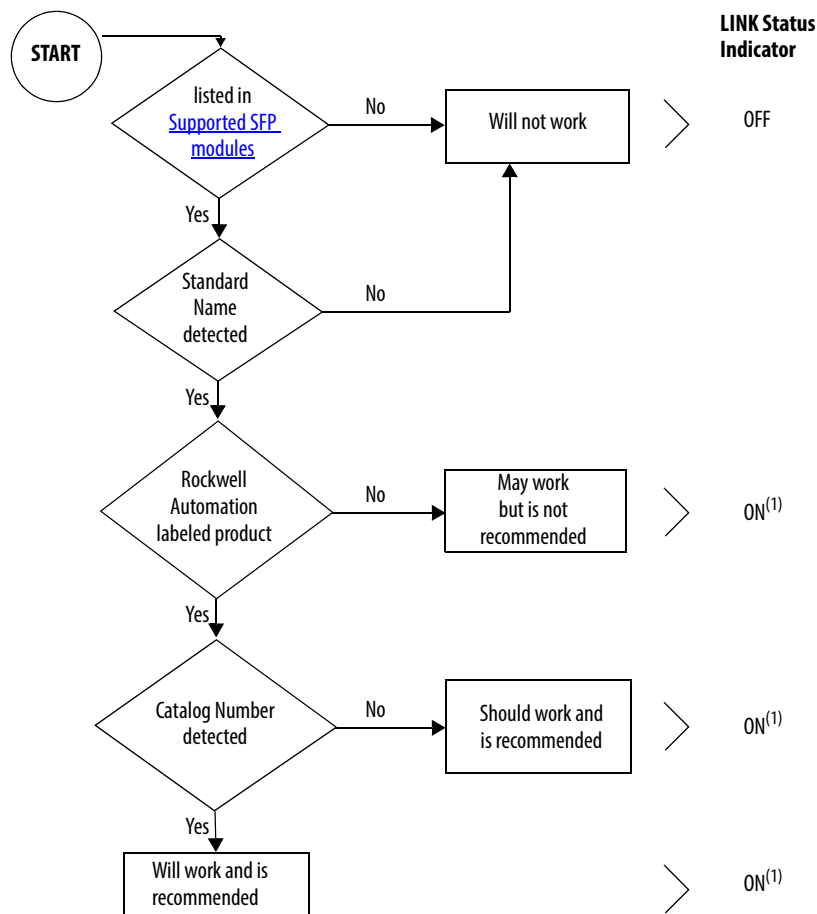 LINK Status
Indicator
START
listed in
Supported SFP
modules
No
Will not work
OFF
Yes
Standard
Name
detected
No
Yes
Rockwell
Automation
labeled product
No
May work
but is not
recommended
ON(1)
Yes
Catalog Number
detected
No
Should work and
is recommended
ON(1)
Yes
Will work and is
recommended
ON(1)